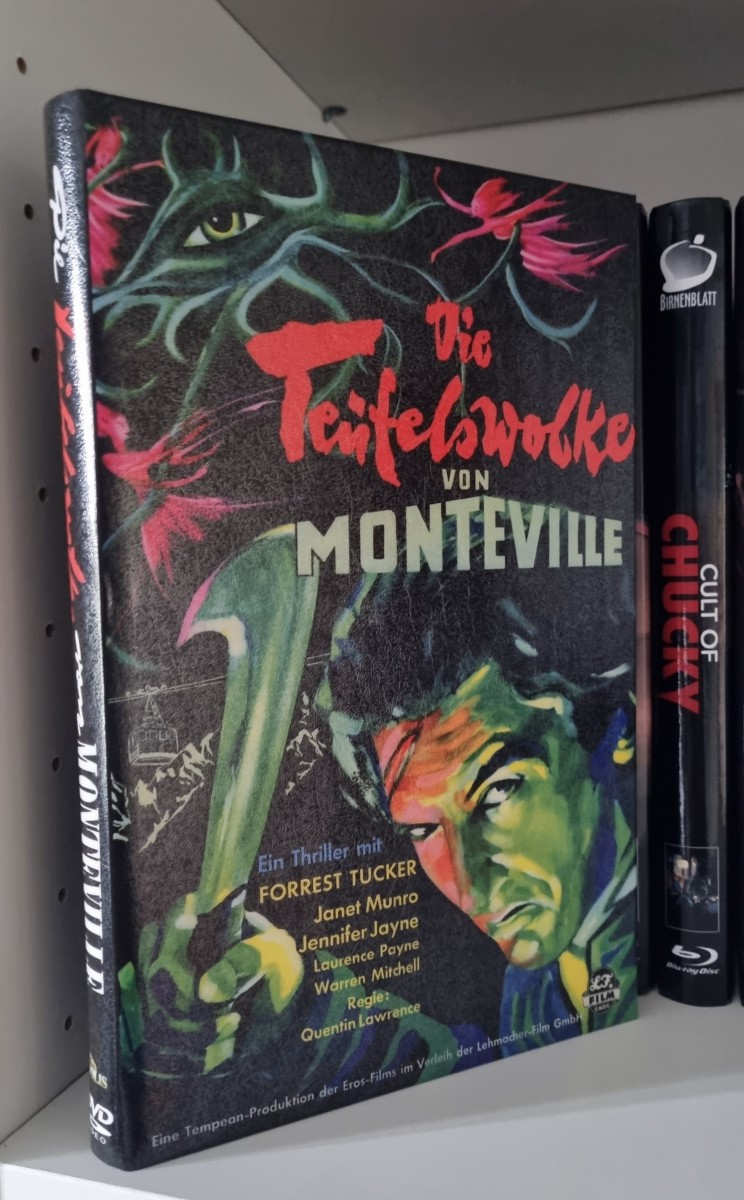 Die Teufelswolke von MONTEVILLE
DVD
VIDEO
Die
Teufelswolke
VON
MONTEVILLE
Ein Thriller mit
FORREST TUCKER
Janet Munro
Jennifer Jayne
Laurence Payne
Warren Mitchell
Regie:
Quentin Lawrence
FILM
Eine Tempean-Produktion der Eros-Films im Verleih der Lehmacher-Film GmbH
BIRNENBLATT
CULT OF
CHUCKY
Blu-ray Disc